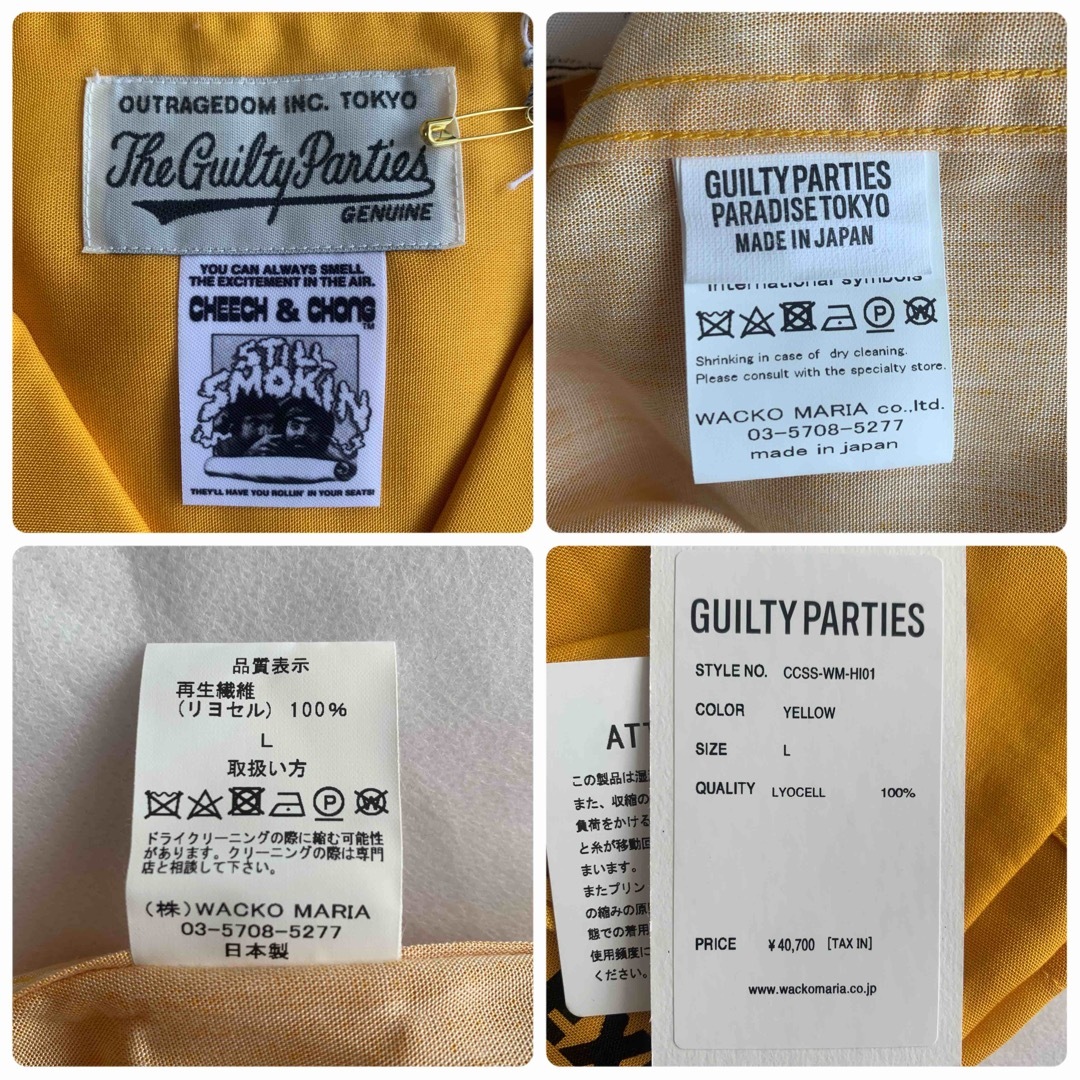 OUTRAGEDOM INC. TOKYO
The Guilty Parties
GENUINE
YOU CAN ALWAYS SMELL
THE EXCITEMENT IN THE AIR.
CHEECH & CHONG
TM
STILL
SMOKIN
THEY'LL HAVE YOU ROLLIN' IN YOUR SEATS!
GUILTY PARTIES
PARADISE TOKYO
MADE IN JAPAN
International symbols
P
W
Shrinking in case of dry cleaning.
Please consult with the specialty store.
WACKO MARIA co.,ltd.
03-5708-5277
made in japan
品質表示
再生繊維
(リヨセル) 100%
L
取扱い方
P
W
ドライクリーニングの際に縮む可能性
があります。クリーニングの際は専門
店と相談して下さい。
(株)WACKO MARIA
03-5708-5277
日本製
ATT
この製品は湿
また、収縮の
負荷をかける
と糸が移動
まいます。
またプリン
の縮みの原
態での着用
使用頻度に
ください。
GUILTY PARTIES
STYLE NO. CCSS-WM-HI01
COLOR YELLOW
SIZE L
QUALITY LYOCELL 100%
PRICE ¥40,700 [TAX IN]
www.wackomaria.co.jp